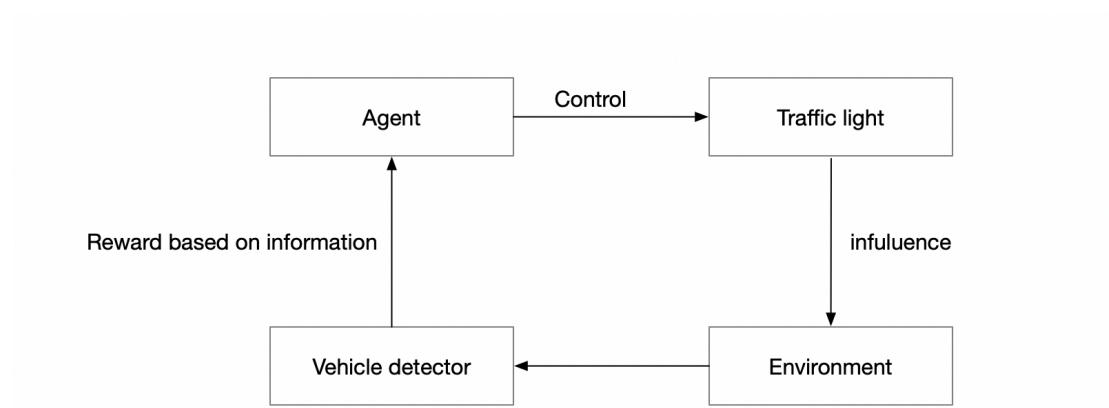 Control
Agent
Traffic light
Reward based on information
infuluence
Vehicle detector
Environment